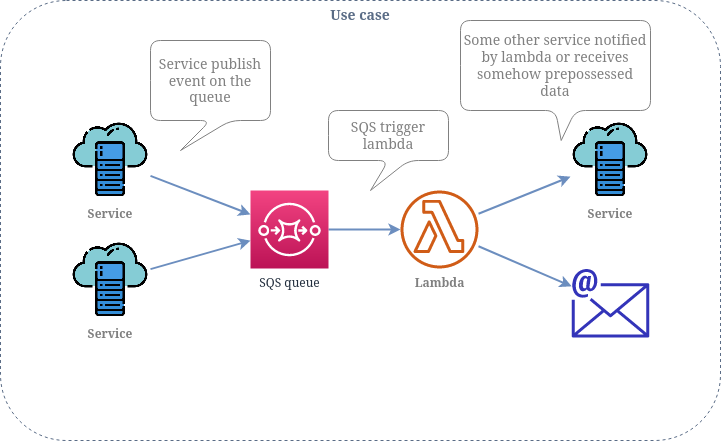 Use case
Service publish
event on the
queue
SQS trigger
lambda
Some other service notified
by lambda or receives
somehow prepossessed
data
Service
Service
SQS queue
Lambda
Service
@